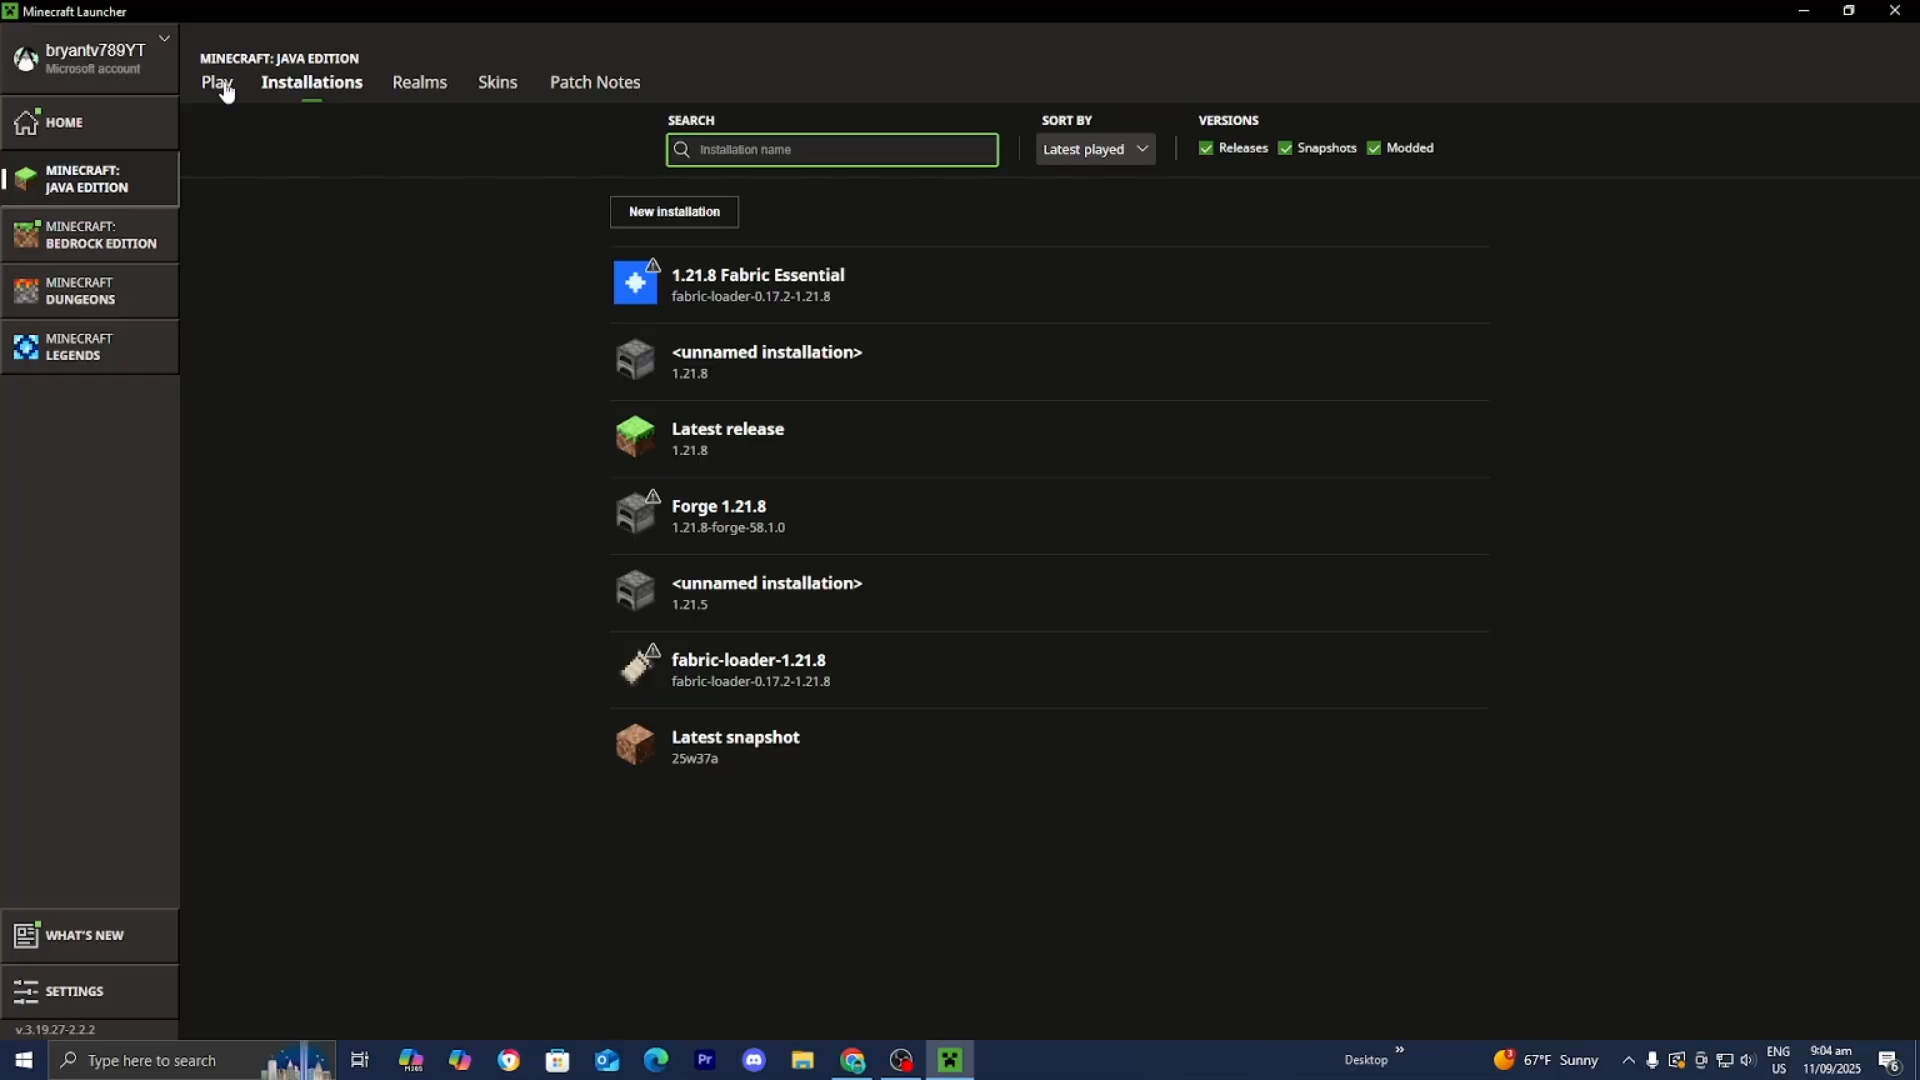 Minecraft Launcher
bryantv789YT
Microsoft account
HOME
MINECRAFT:
JAVA EDITION
MINECRAFT:
BEDROCK EDITION
MINECRAFT
DUNGEONS
MINECRAFT
LEGENDS
WHAT'S NEW
SETTINGS
v.3.19.27-2.2.2
MINECRAFT: JAVA EDITION
Play Installations Realms Skins Patch Notes
SEARCH SORT BY VERSIONS
Installation name Latest played Releases Snapshots Modded
New installation
1.21.8 Fabric Essential
fabric-loader-0.17.2-1.21.8
<unnamed installation>
1.21.8
Latest release
1.21.8
Forge 1.21.8
1.21.8-forge-58.1.0
<unnamed installation>
1.21.5
fabric-loader-1.21.8
fabric-loader-0.17.2-1.21.8
Latest snapshot
25w37a
Type here to search
M365
Pr
Desktop
3
67°F Sunny
ENG
US
9:04 am
11/09/2025
6